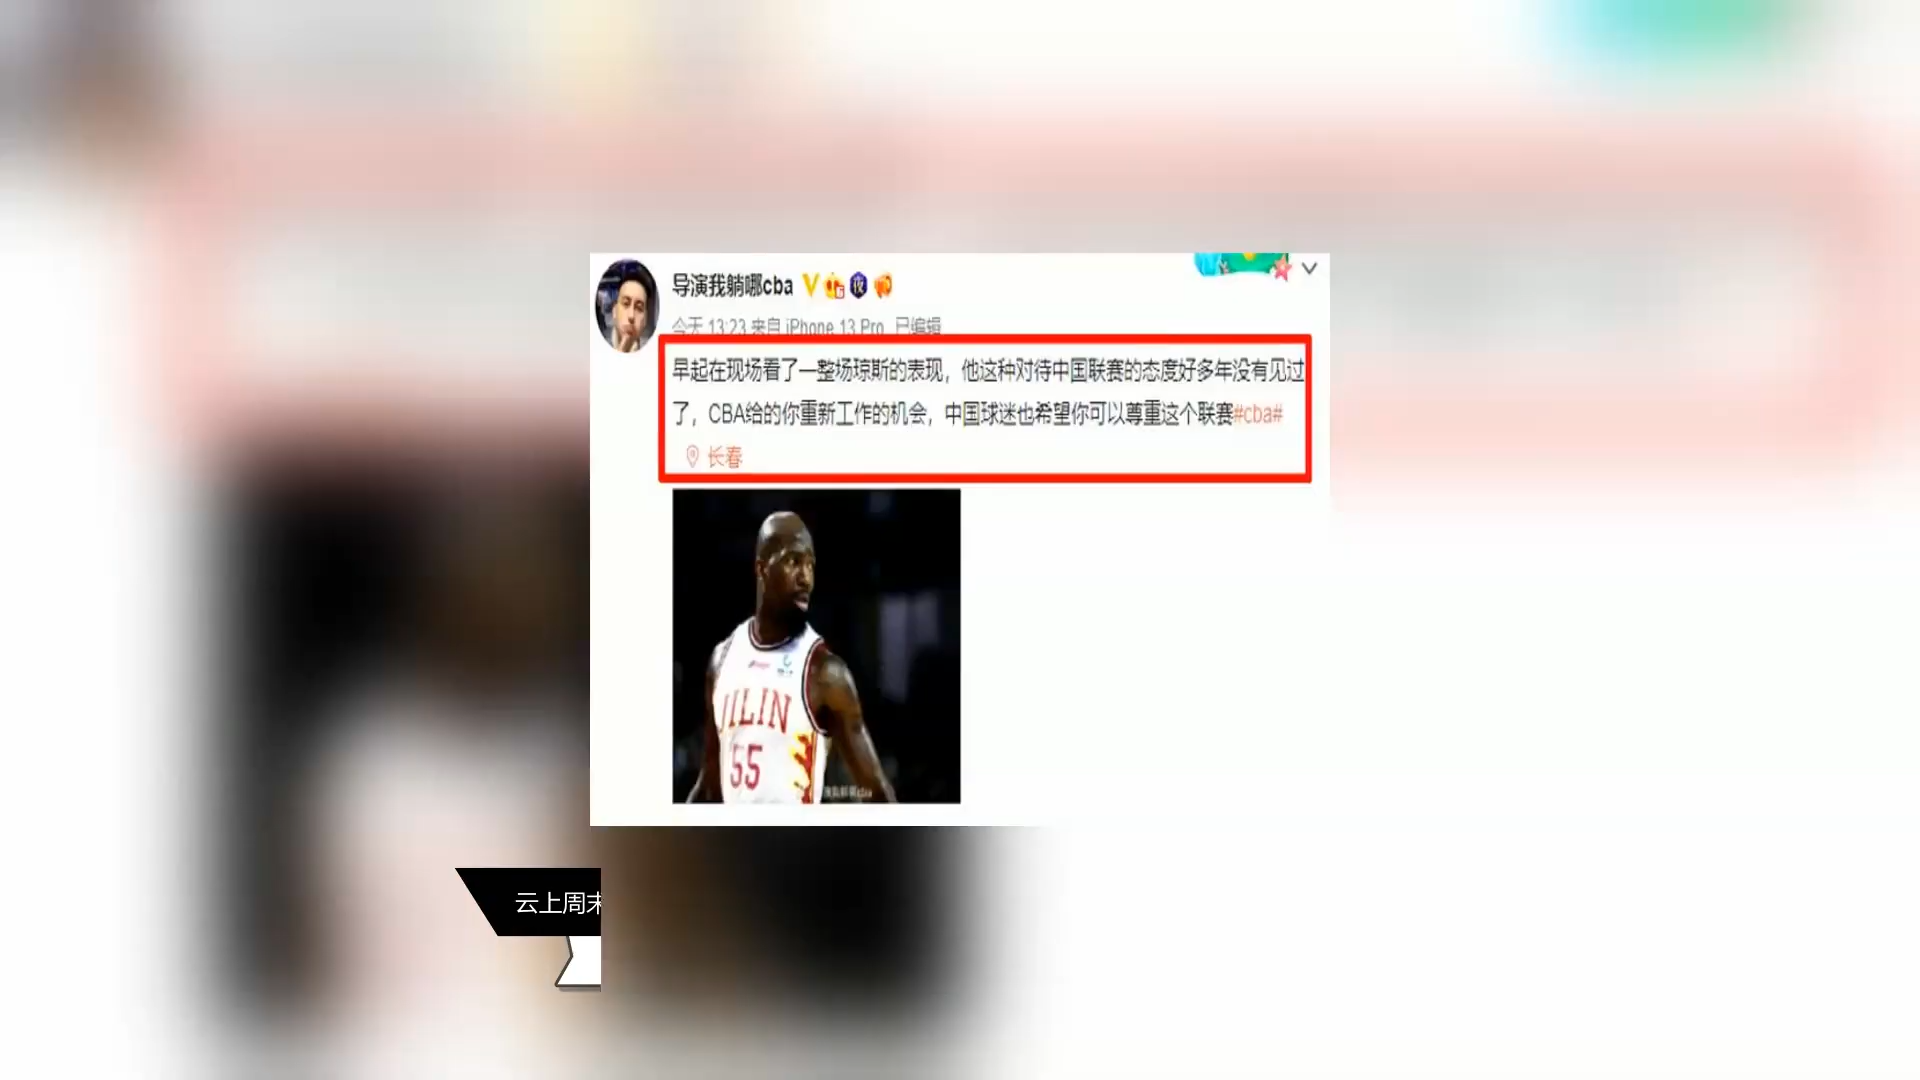 导演我躺哪cba
今天 13:23 来自 iPhone 13 Pro 已编辑
早起在现场看了一整场琼斯的表现，他这种对待中国联赛的态度好多年没有见过
了，CBA给的你重新工作的机会，中国球迷也希望你可以尊重这个联赛#cba#
长春
JILIN
55
云上周末